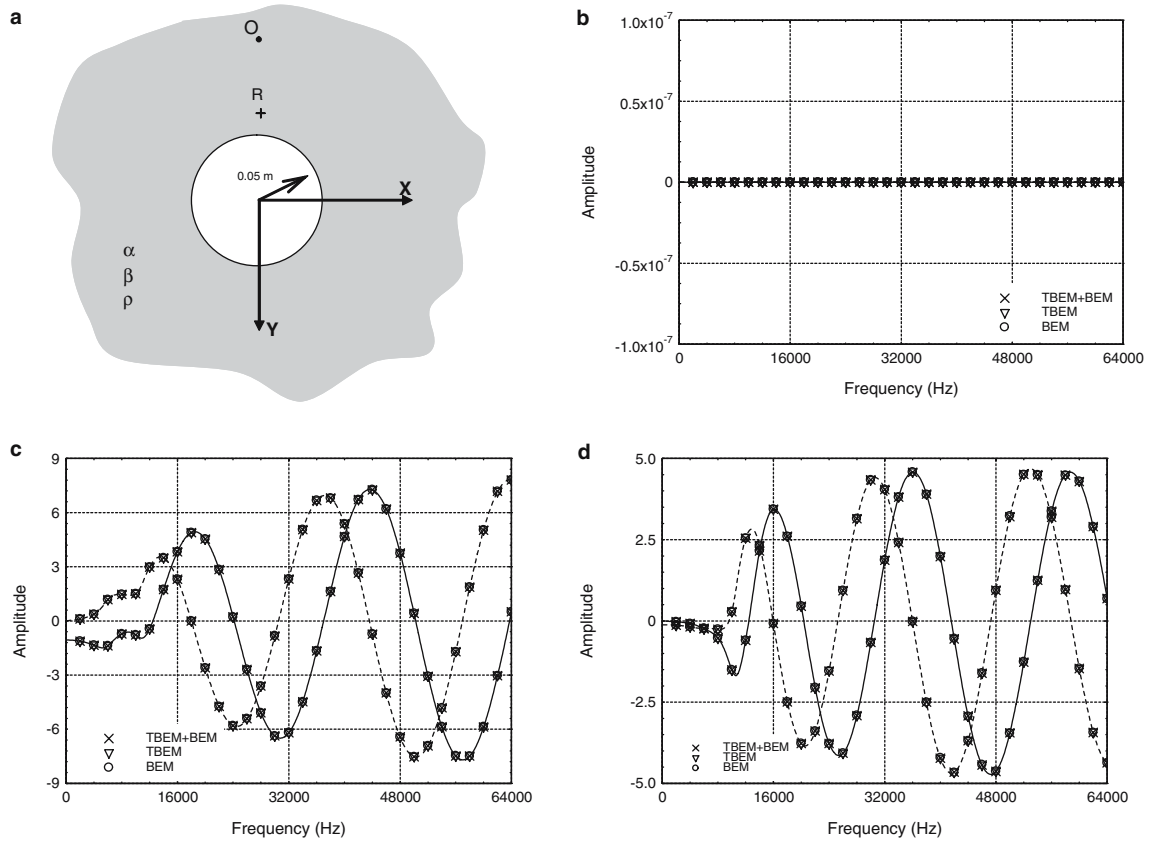 a
O
R
+
0.05 m
X
Y
α
β
ρ
b
1.0x10-7
0.5x10-7
0
-0.5x10-7
-1.0x10-7
Amplitude
TBEM+BEM
TBEM
BEM
0 16000 32000 48000 64000
Frequency (Hz)
c
9
6
3
0
-3
-6
-9
Amplitude
TBEM+BEM
TBEM
BEM
0 16000 32000 48000 64000
Frequency (Hz)
d
5.0
2.5
0
-2.5
-5.0
Amplitude
TBEM+BEM
TBEM
BEM
0 16000 32000 48000 64000
Frequency (Hz)